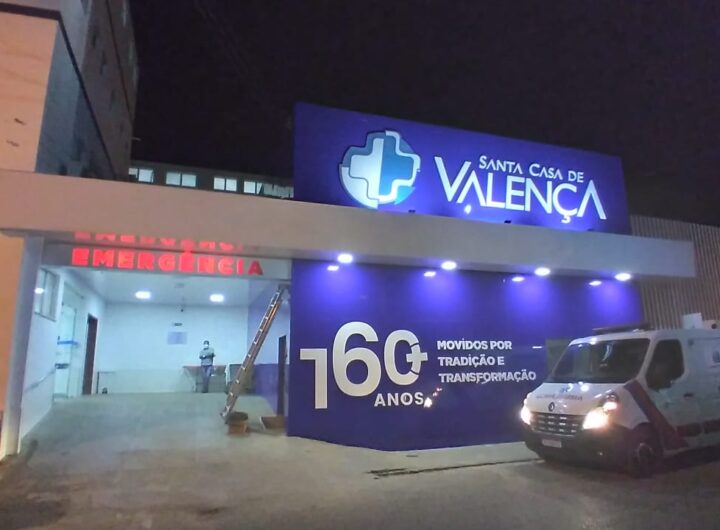 SANTA CASA DE
VALENÇA
EMERGÊNCIA
160+
ANOS
MOVIDOS POR
TRADIÇÃO E
TRANSFORMAÇÃO